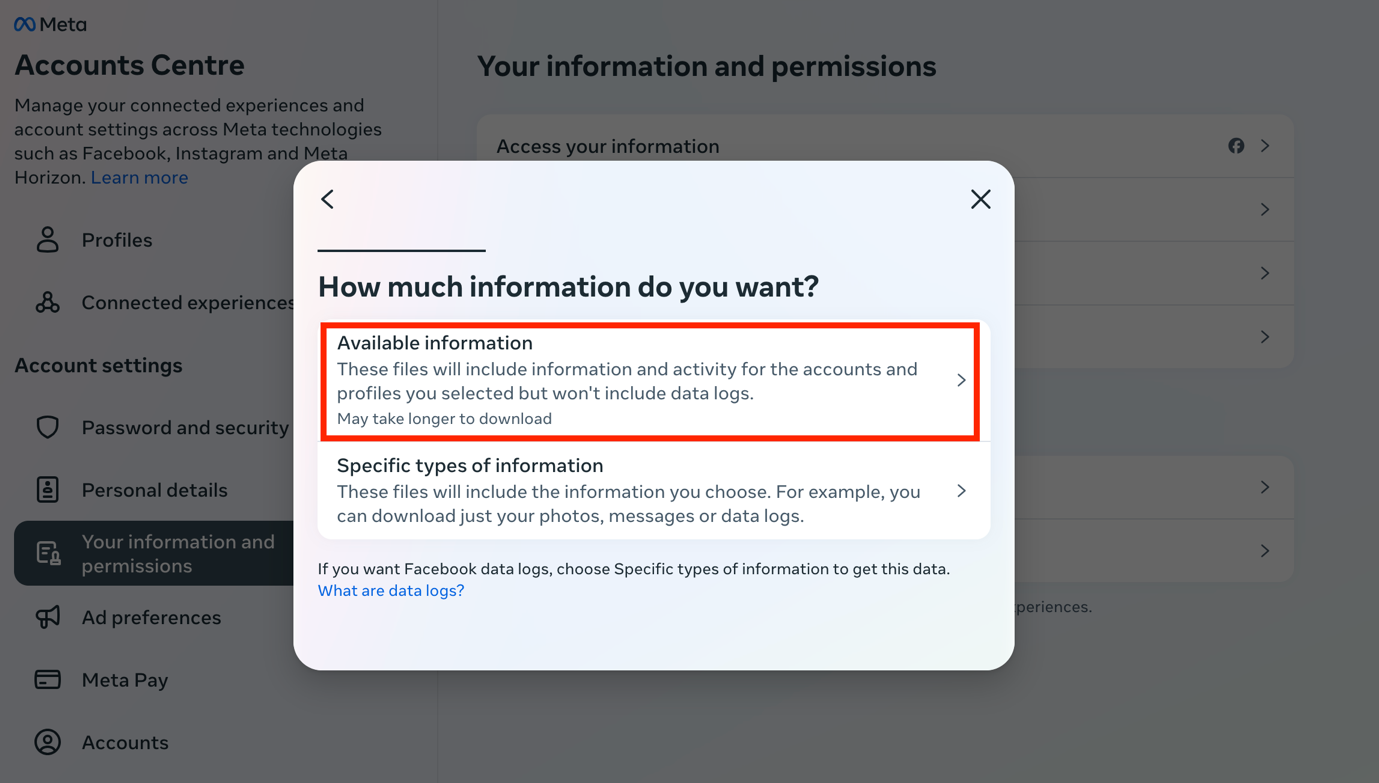 Meta
Accounts Centre
Manage your connected experiences and
account settings across Meta technologies
such as Facebook, Instagram and Meta
Horizon. Learn more
Profiles
Connected experiences
Account settings
Password and security
Personal details
Your information and
permissions
Ad preferences
Meta Pay
Accounts
Your information and permissions
Access your information
How much information do you want?
Available information
These files will include information and activity for the accounts and
profiles you selected but won't include data logs.
May take longer to download
Specific types of information
These files will include the information you choose. For example, you
can download just your photos, messages or data logs.
If you want Facebook data logs, choose Specific types of information to get this data.
What are data logs?
periences.